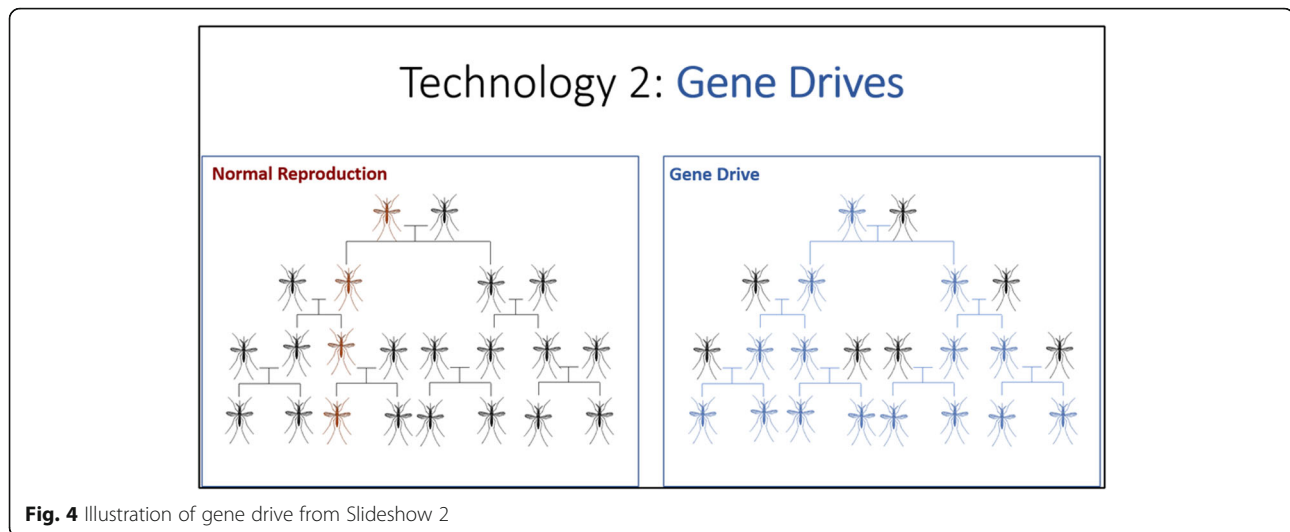 Technology 2: Gene Drives
Normal Reproduction
Gene Drive
Fig. 4 Illustration of gene drive from Slideshow 2